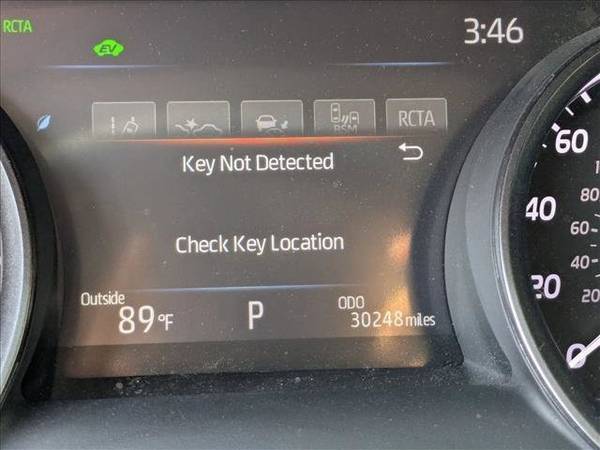 RCTA
3:46
EV
BSM
RCTA
Key Not Detected
Check Key Location
Outside
89°F
P
ODO
30248 miles
60
40
20
0
80
60
40
20